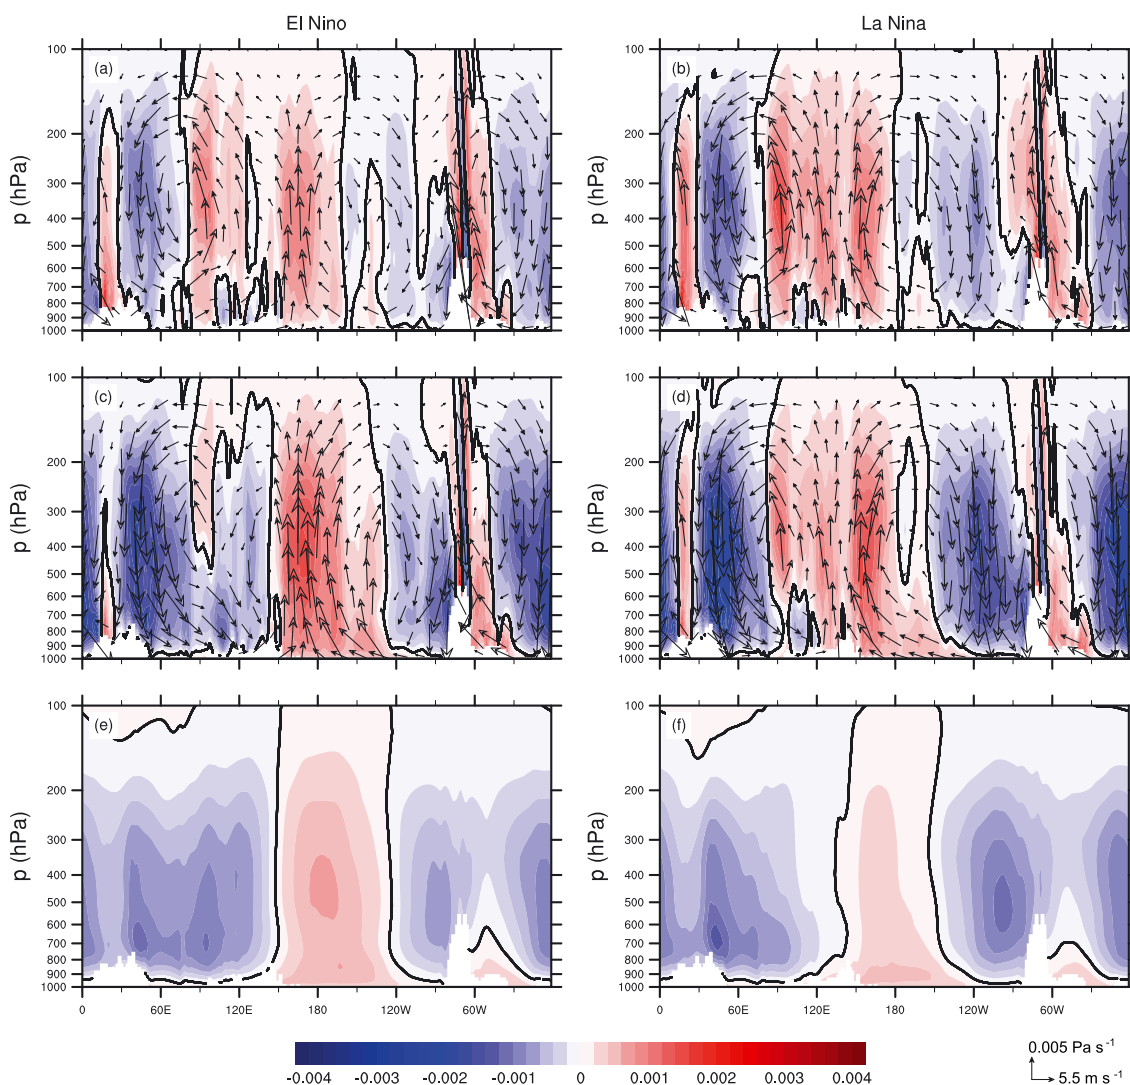 El Nino La Nina
(a) (b)
100 100
200 200
300 300
400 400
500 500
600 600
700 700
800 800
900 900
1000 1000
p (hPa) p (hPa)
(c) (d)
100 100
200 200
300 300
400 400
500 500
600 600
700 700
800 800
900 900
1000 1000
p (hPa) p (hPa)
(e) (f)
100 100
200 200
300 300
400 400
500 500
600 600
700 700
800 800
900 900
1000 1000
p (hPa) p (hPa)
0 60E 120E 180 120W 60W 0 60E 120E 180 120W 60W
-0.004 -0.003 -0.002 -0.001 0 0.001 0.002 0.003 0.004
0.005 Pa s⁻¹
5.5 m s⁻¹